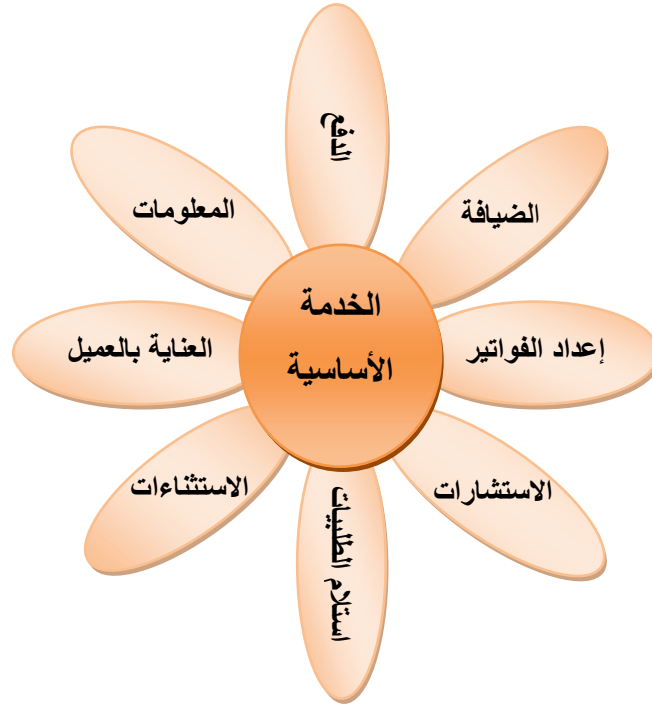 الدفع
الضيافة
المعلومات
الخدمة
الأساسية
إعداد الفواتير
العناية بالعميل
الاستشارات
الاستثناءات
استلام الطلبيات